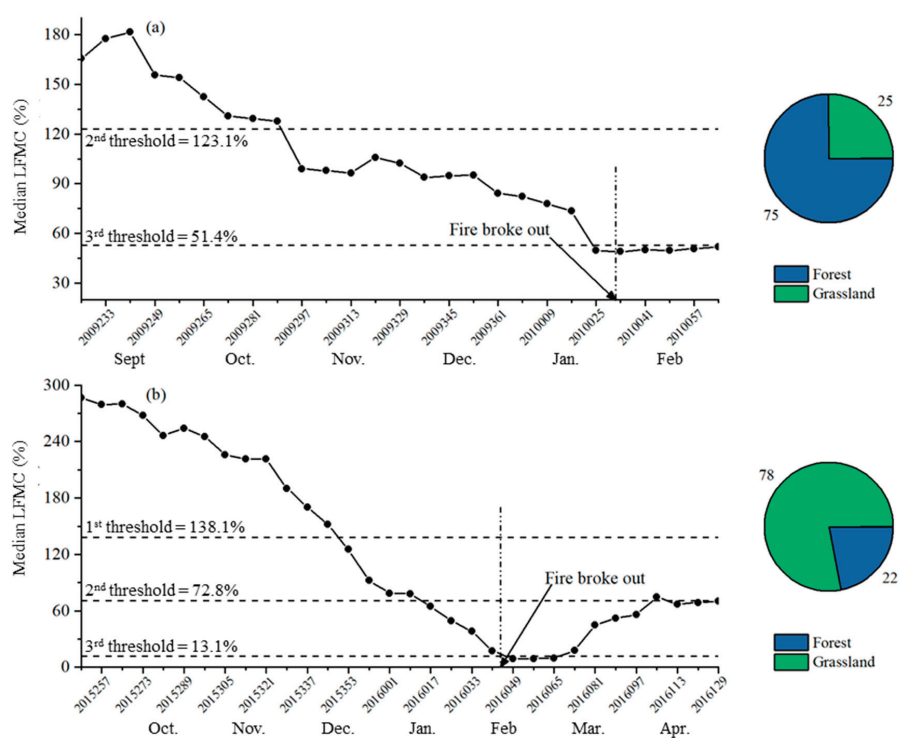 (a)
Median LFMC (%)
180
150
120
90
60
30
2nd threshold = 123.1%
3rd threshold = 51.4%
Fire broke out
2009233
2009249
2009265
2009281
2009297
2009313
2009329
2009345
2009361
2010009
2010025
2010041
2010057
Sept
Oct.
Nov.
Dec.
Jan.
Feb
25
75
Forest
Grassland
(b)
Median LFMC (%)
300
240
180
120
60
0
1st threshold = 138.1%
2nd threshold = 72.8%
3rd threshold = 13.1%
Fire broke out
2015257
2015273
2015289
2015305
2015321
2015337
2015353
2016001
2016017
2016033
2016049
2016065
2016081
2016097
2016113
2016129
Oct.
Nov.
Dec.
Jan.
Feb
Mar.
Apr.
78
22
Forest
Grassland